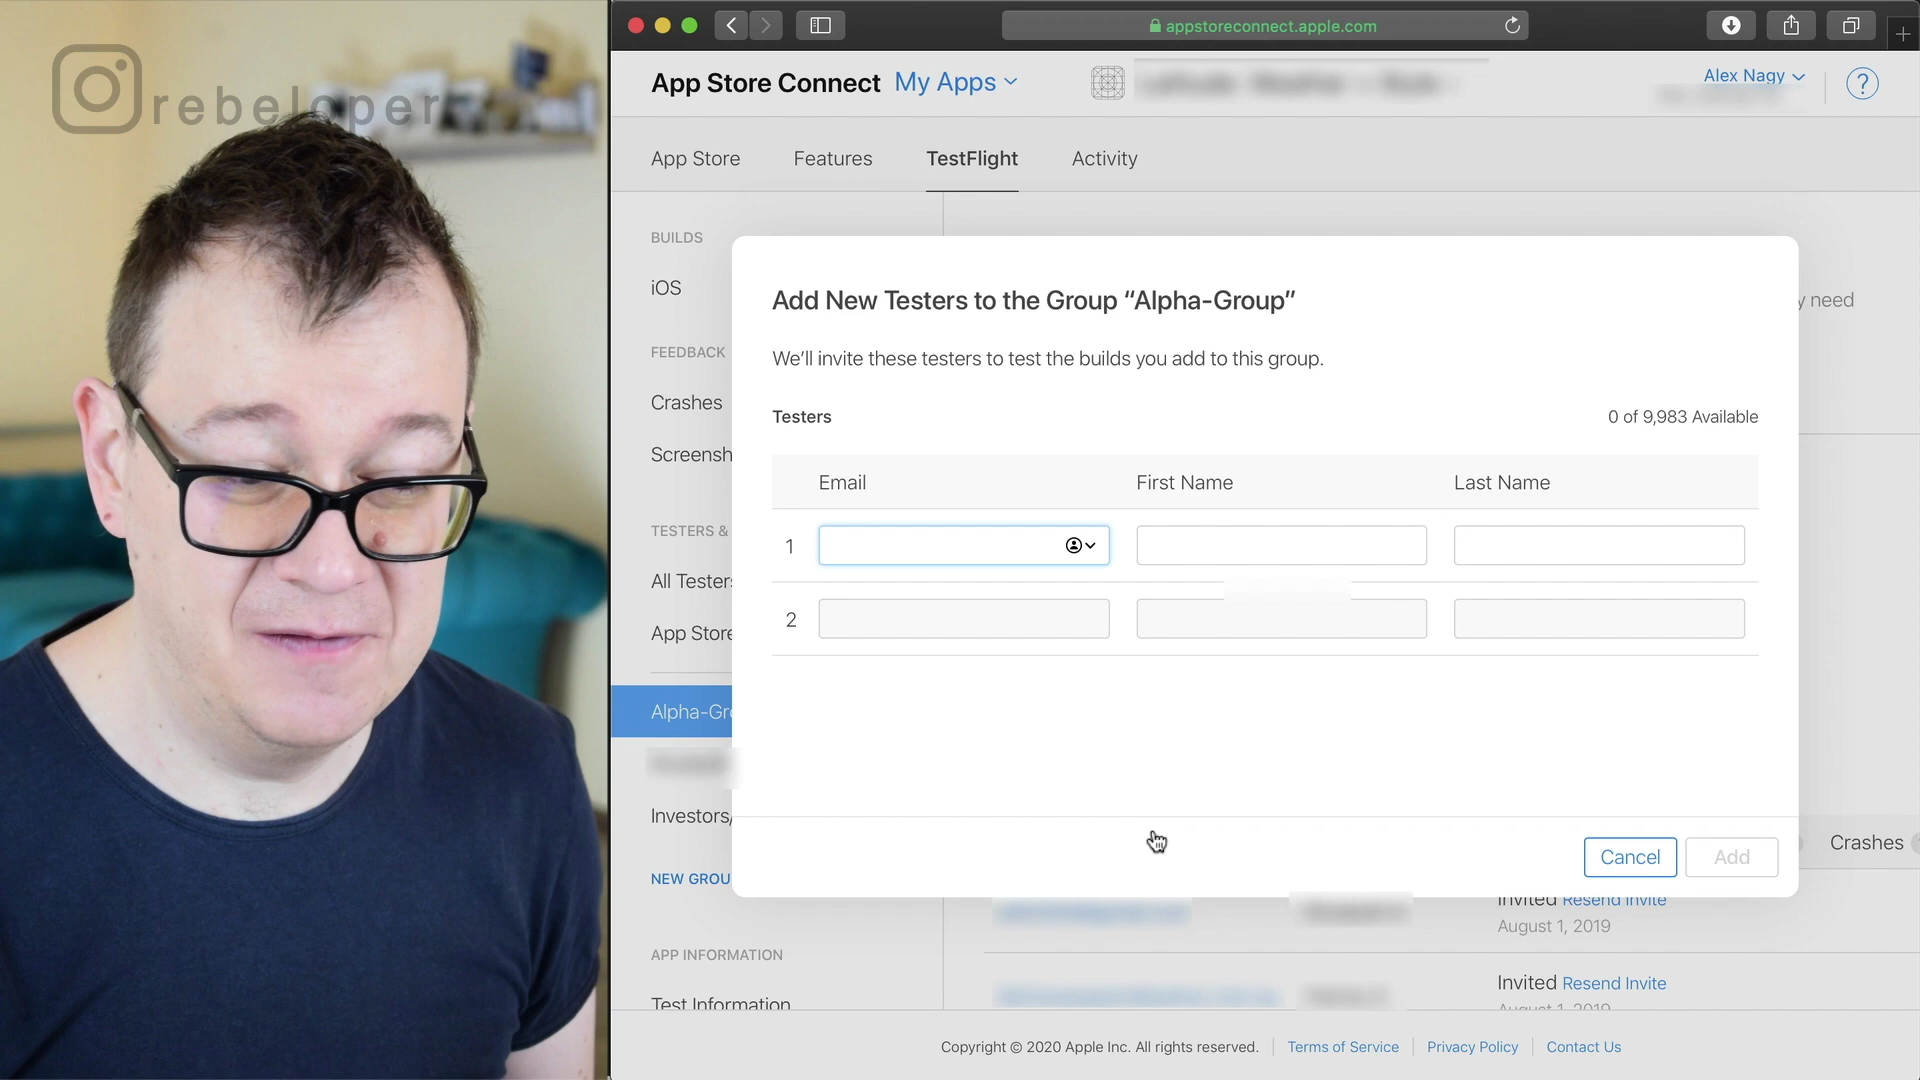 rebeloper
appstoreconnect.apple.com
App Store Connect My Apps
Alex Nagy
?
App Store Features TestFlight Activity
BUILDS
iOS
y need
Add New Testers to the Group “Alpha-Group”
We’ll invite these testers to test the builds you add to this group.
FEEDBACK
Crashes
Screensh
Testers 0 of 9,983 Available
Email First Name Last Name
1
2
TESTERS &
All Tester
App Store
Alpha-Gr
Investors/
NEW GROU
Cancel Add
Crashes
Invited Resend Invite
August 1, 2019
APP INFORMATION
Invited Resend Invite
August 1, 2019
Test Information
Copyright © 2020 Apple Inc. All rights reserved. Terms of Service Privacy Policy Contact Us